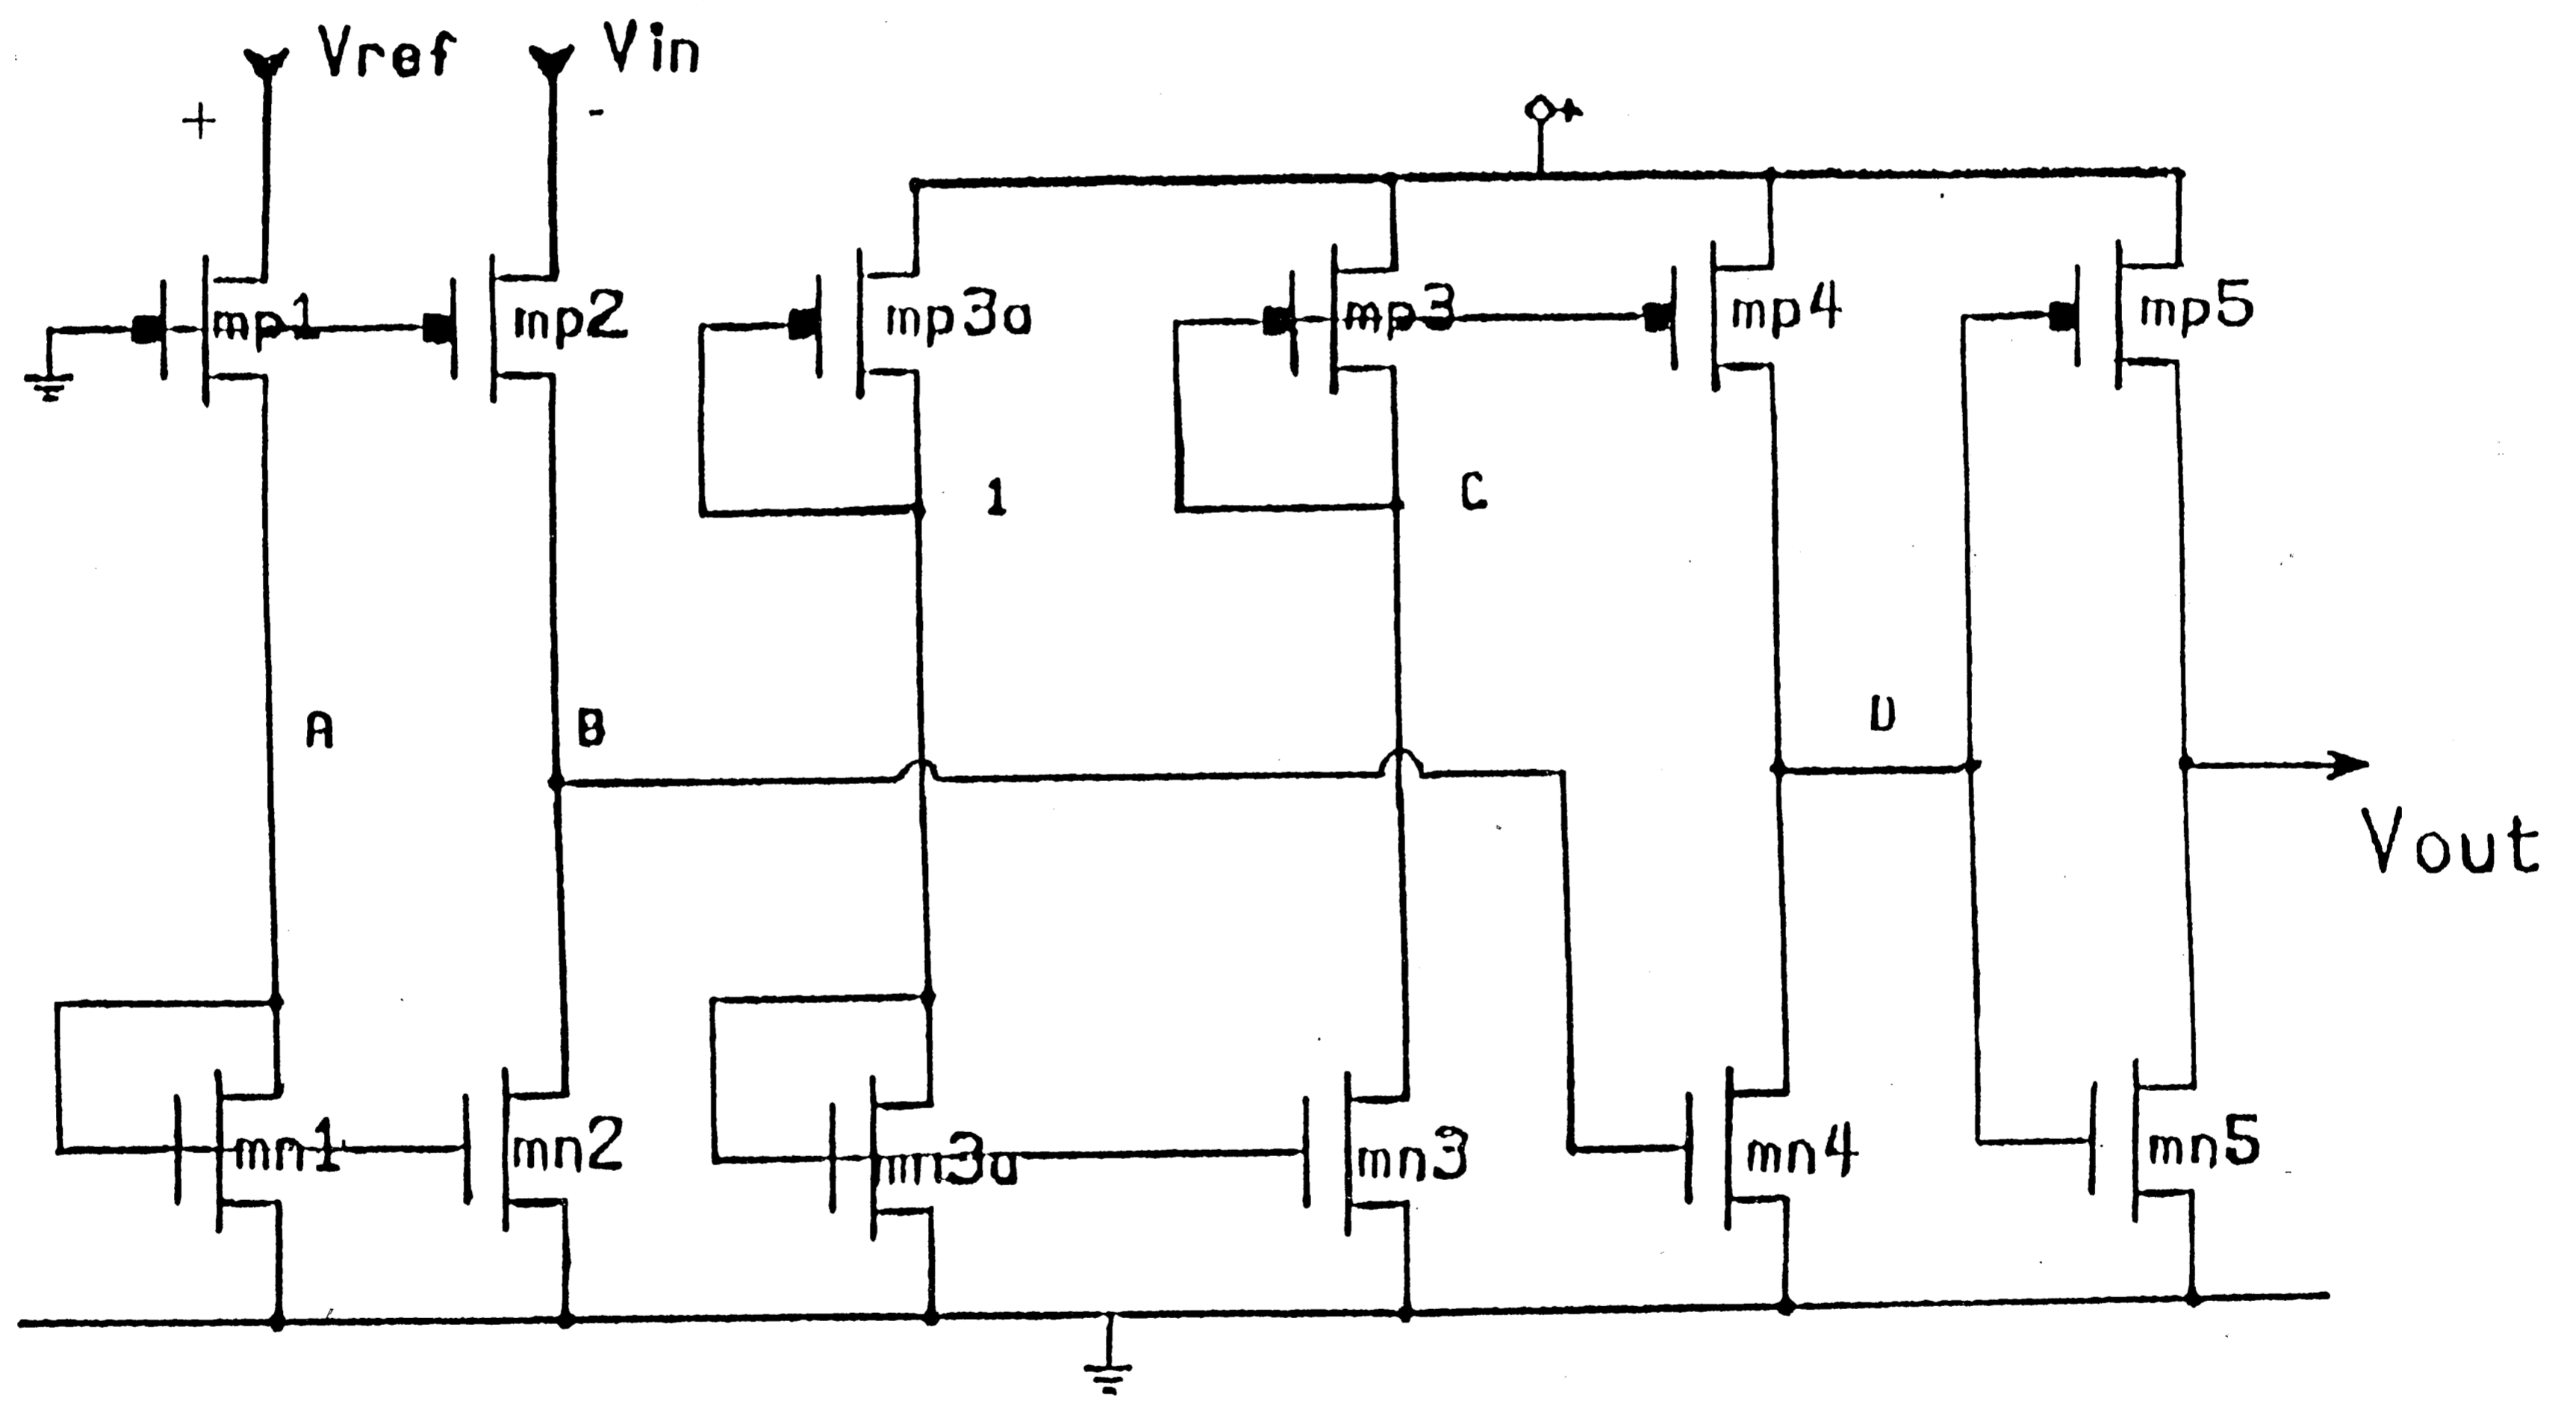 Vref Vin
+ -
+
mp1 mp2 mp3a mp3 mp4 mp5
1 C
A B D
Vout
mn1 mn2 mn3a mn3 mn4 mn5